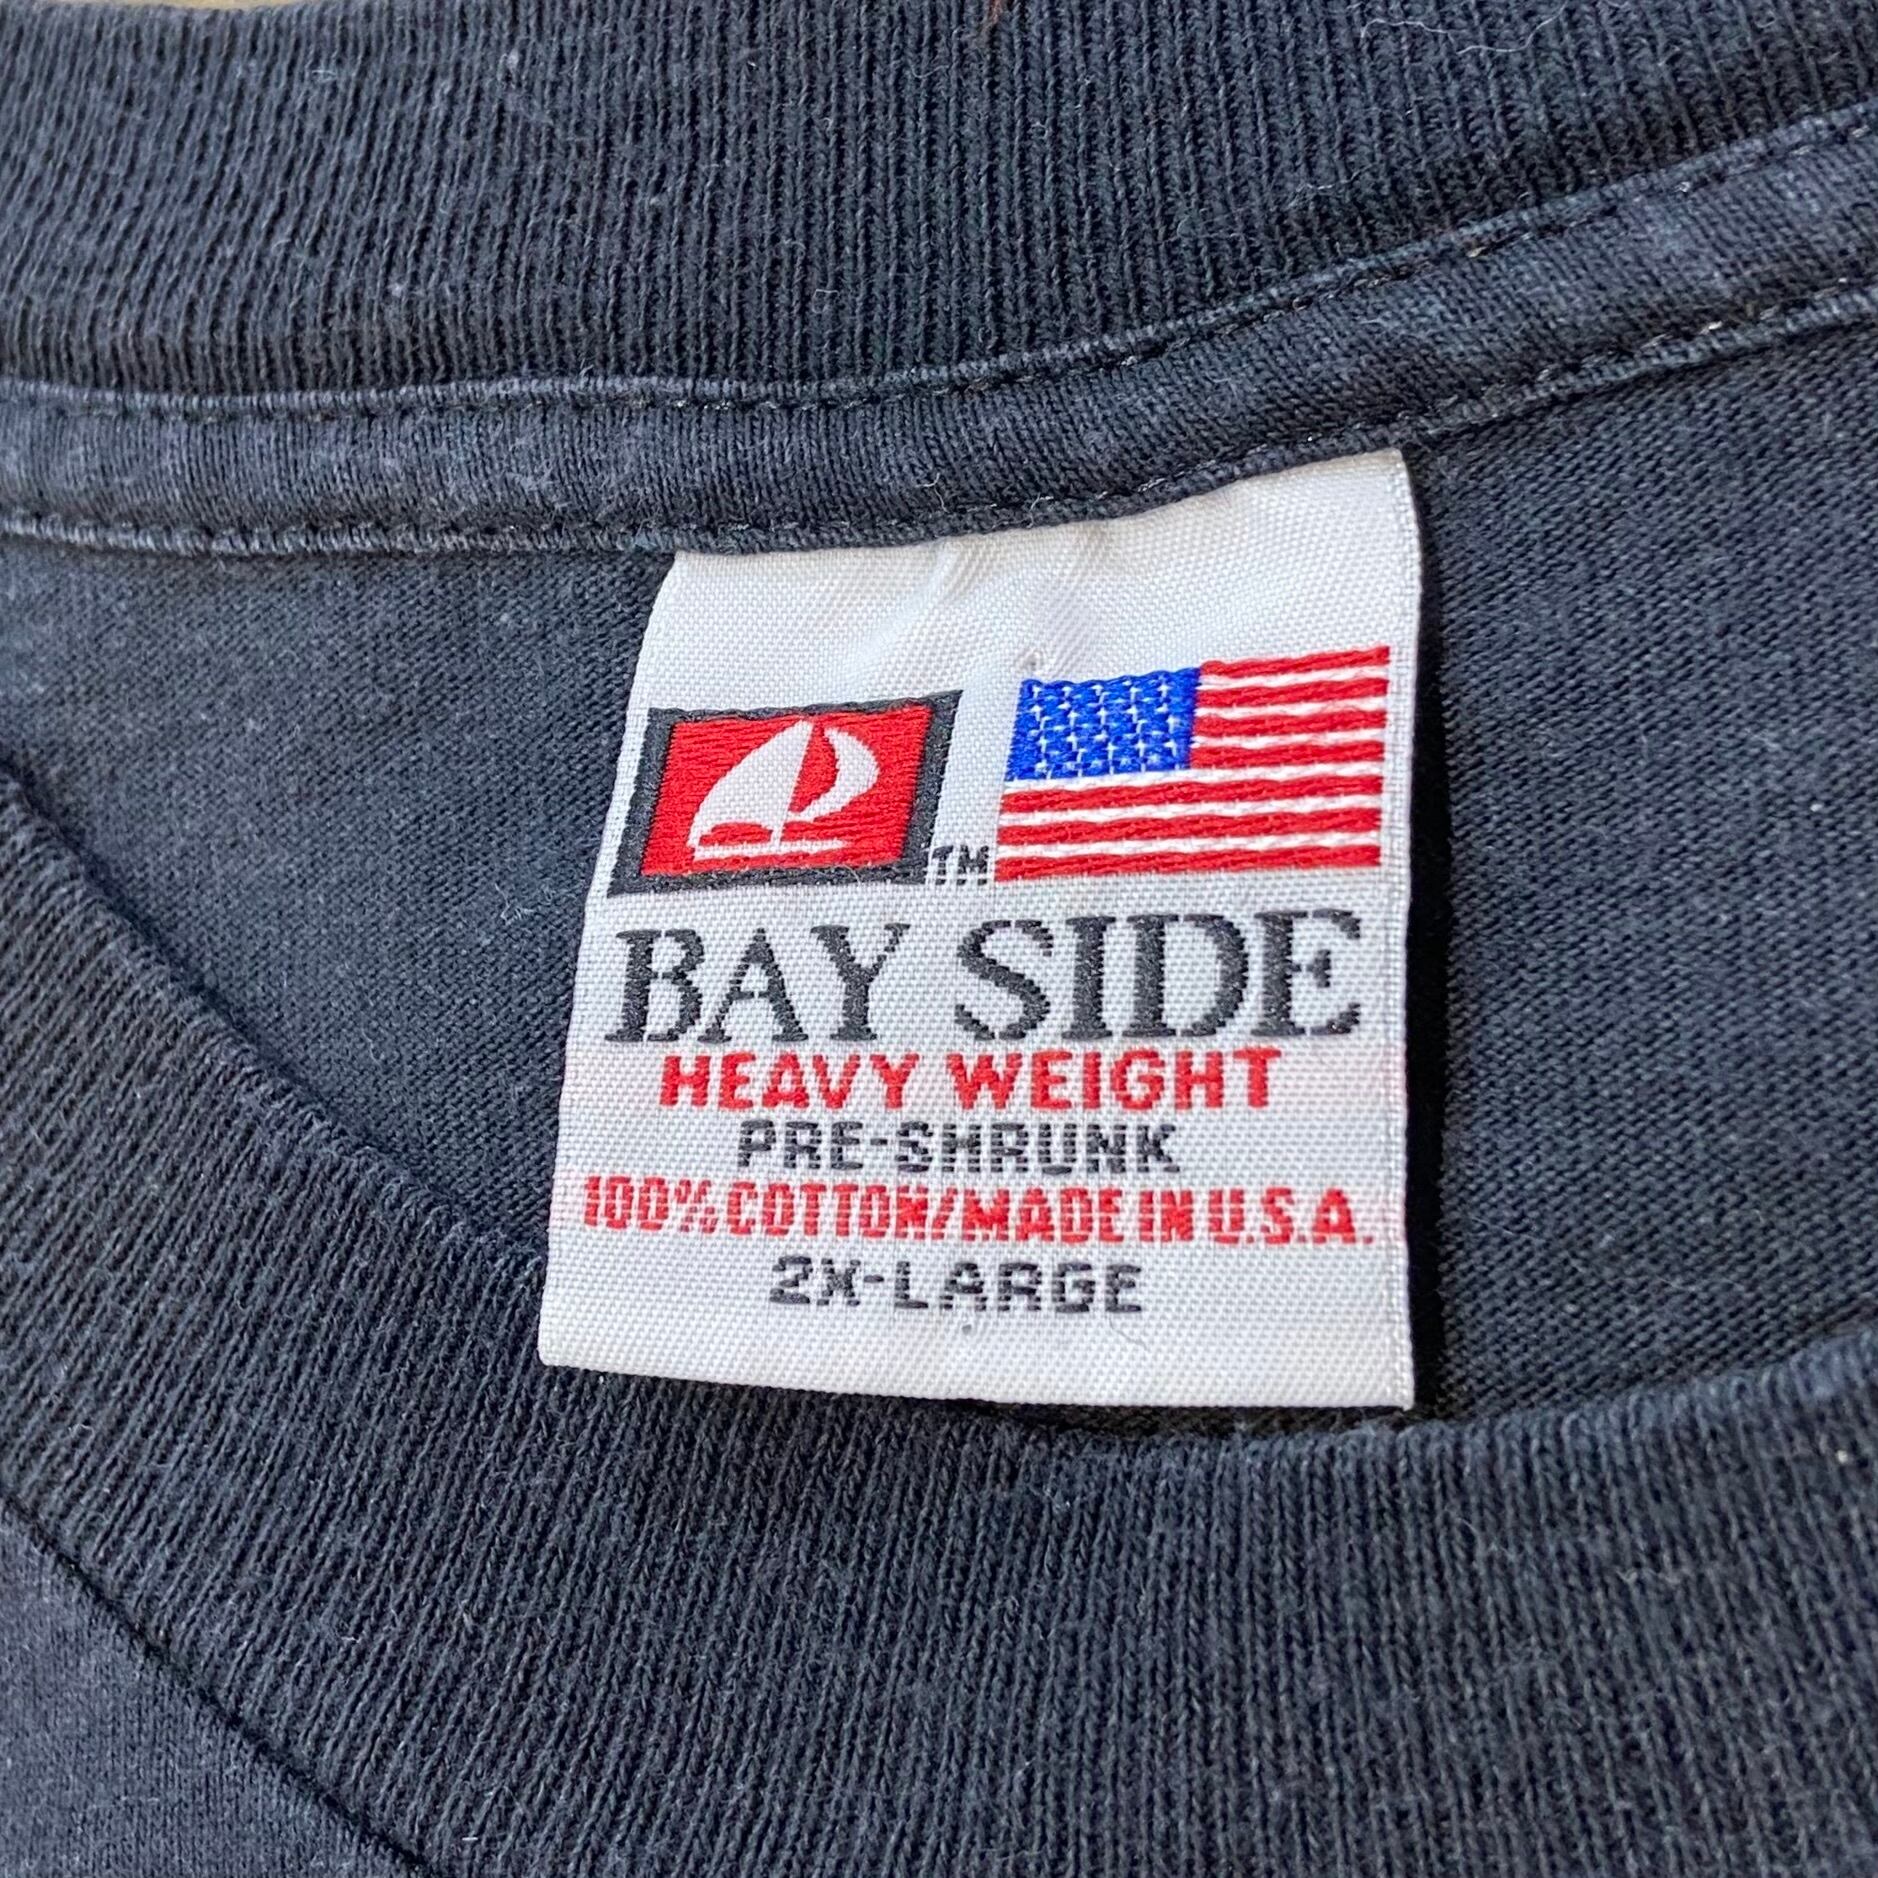 TM
BAY SIDE
HEAVY WEIGHT
PRE-SHRUNK
100% COTTON/MADE IN U.S.A.
2X-LARGE